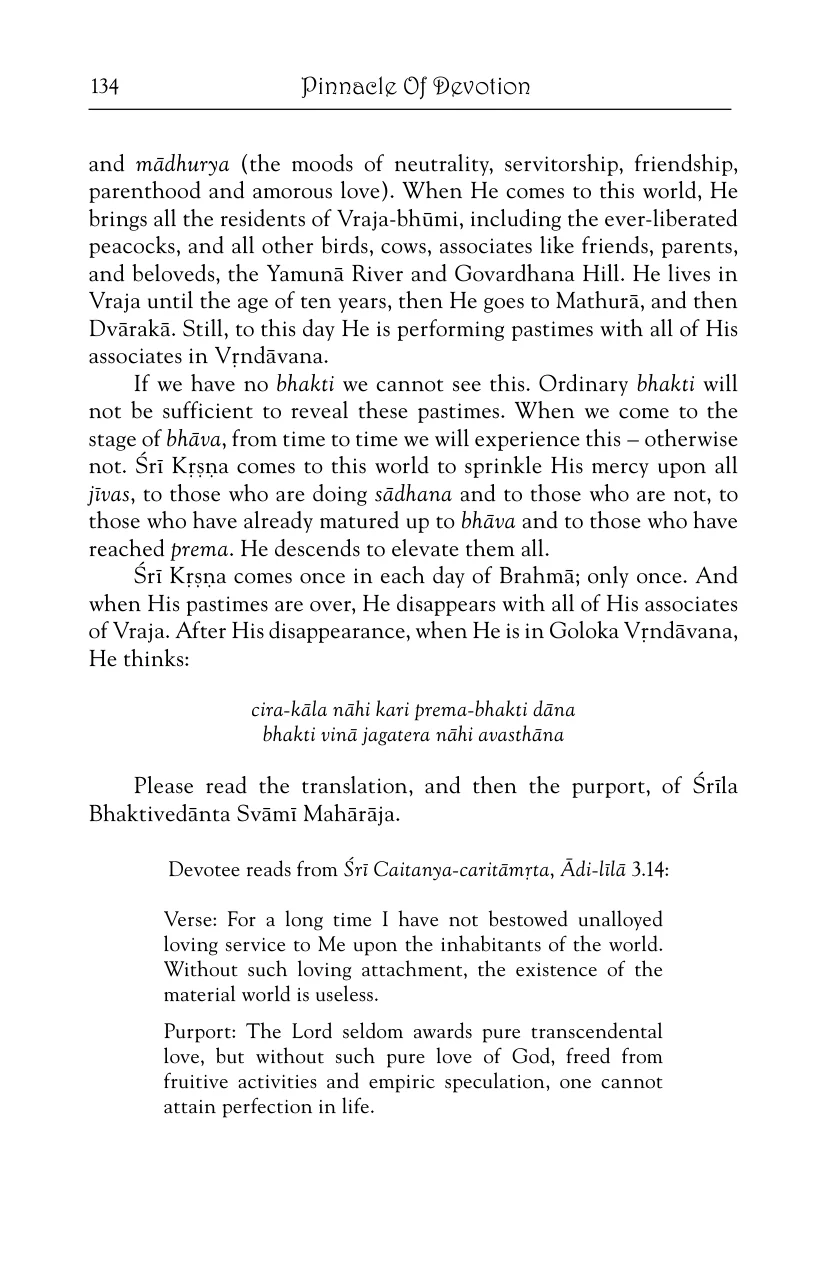 134
Pinnacle Of Devotion
and mādhurya (the moods of neutrality, servitorship, friendship,
parenthood and amorous love). When He comes to this world, He
brings all the residents of Vraja-bhūmi, including the ever-liberated
peacocks, and all other birds, cows, associates like friends, parents,
and beloveds, the Yamunā River and Govardhana Hill. He lives in
Vraja until the age of ten years, then He goes to Mathurā, and then
Dvārakā. Still, to this day He is performing pastimes with all of His
associates in Vṛndāvana.
If we have no bhakti we cannot see this. Ordinary bhakti will
not be sufficient to reveal these pastimes. When we come to the
stage of bhāva, from time to time we will experience this – otherwise
not. Śrī Kṛṣṇa comes to this world to sprinkle His mercy upon all
jīvas, to those who are doing sādhana and to those who are not, to
those who have already matured up to bhāva and to those who have
reached prema. He descends to elevate them all.
Śrī Kṛṣṇa comes once in each day of Brahmā; only once. And
when His pastimes are over, He disappears with all of His associates
of Vraja. After His disappearance, when He is in Goloka Vṛndāvana,
He thinks:
cira-kāla nāhi kari prema-bhakti dāna
bhakti vinā jagatera nāhi avasthāna
Please read the translation, and then the purport, of Śrīla
Bhaktivedānta Svāmī Mahārāja.
Devotee reads from Śrī Caitanya-caritāmṛta, Ādi-līlā 3.14:
Verse: For a long time I have not bestowed unalloyed
loving service to Me upon the inhabitants of the world.
Without such loving attachment, the existence of the
material world is useless.
Purport: The Lord seldom awards pure transcendental
love, but without such pure love of God, freed from
fruitive activities and empiric speculation, one cannot
attain perfection in life.